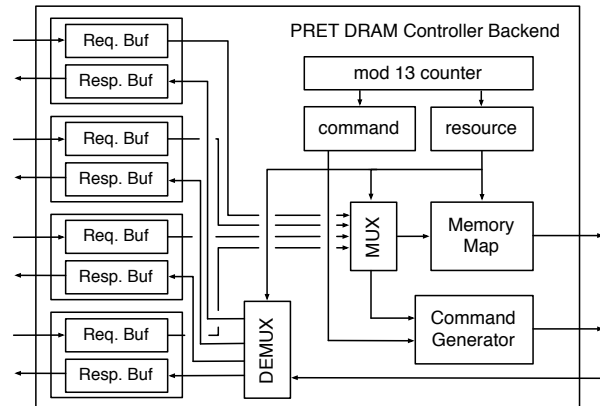 PRET DRAM Controller Backend
Req. Buf
Resp. Buf
Req. Buf
Resp. Buf
Req. Buf
Resp. Buf
Req. Buf
Resp. Buf
mod 13 counter
command
resource
MUX
Memory
Map
DEMUX
Command
Generator